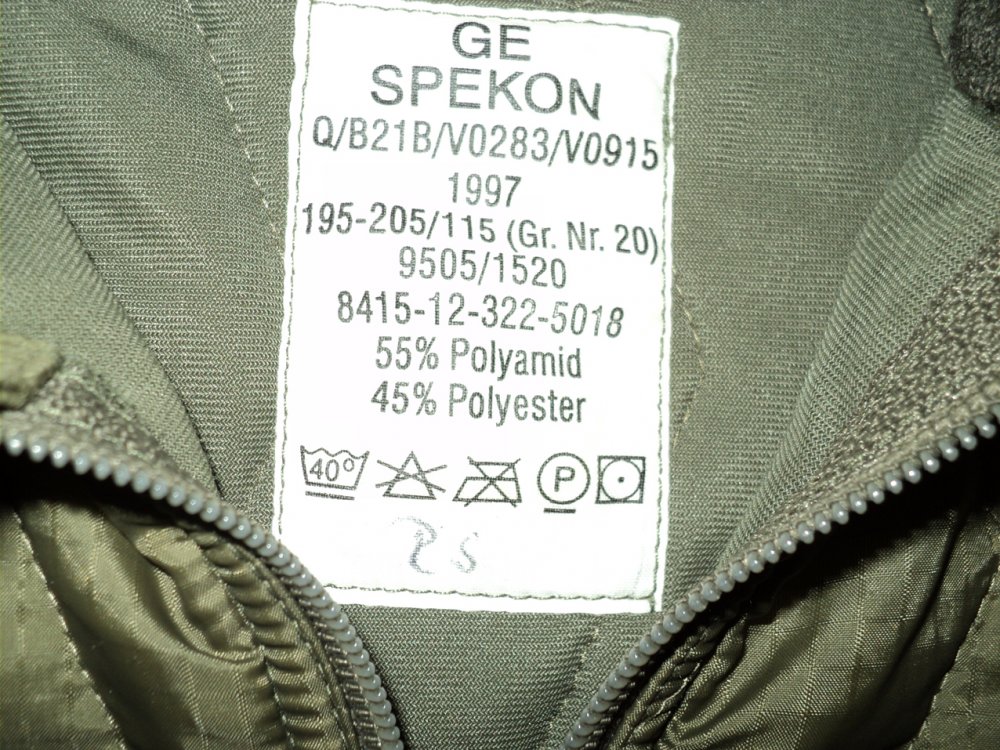 GE
SPEKON
Q/B21B/V0283/V0915
1997
195-205/115 (Gr. Nr. 20)
9505/1520
8415-12-322-5018
55% Polyamid
45% Polyester
40° P